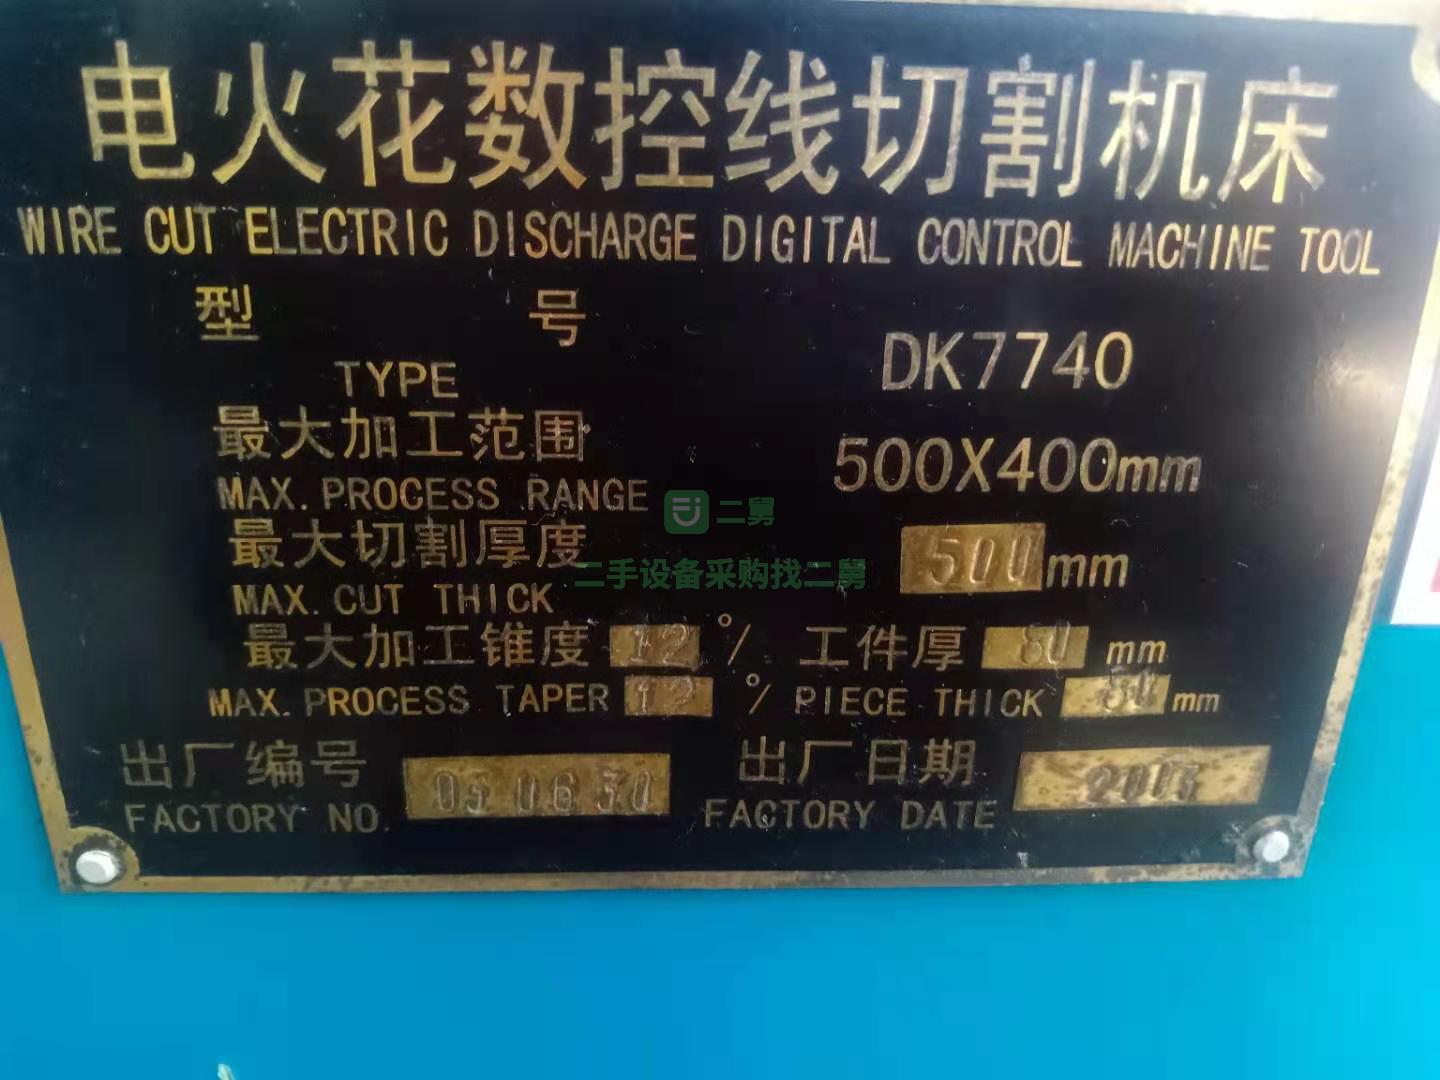 电火花数控线切割机床
WIRE CUT ELECTRIC DISCHARGE DIGITAL CONTROL MACHINE TOOL
型 号
TYPE
DK7740
最大加工范围
MAX. PROCESS RANGE
500X400mm
二舅
最大切割厚度
MAX. CUT THICK
500mm
二手设备采购找二舅
最大加工锥度 12°/ 工件厚 80 mm
MAX. PROCESS TAPER 12°/ PIECE THICK 80 mm
出厂编号
FACTORY NO.
出厂日期
FACTORY DATE